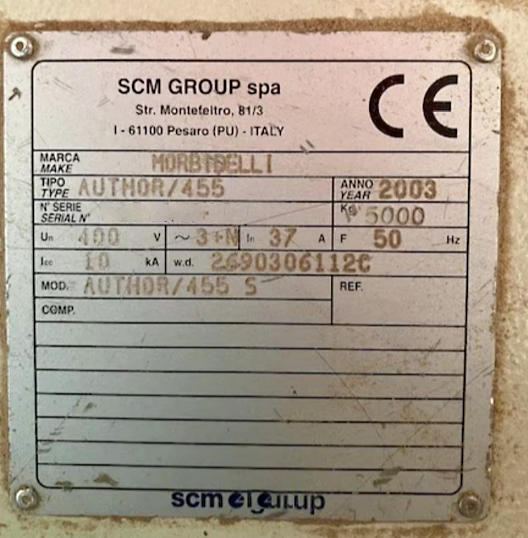 SCM GROUP spa
Str. Montefeltro, 81/3
I - 61100 Pesaro (PU) - ITALY
CE
MARCA
MAKE MORBIDELLI
TIPO
TYPE AUTHOR/455
ANNO
YEAR 2003
N° SERIE
SERIAL N°
Kg 5000
Un 400 V ~ 3+N In 37 A F 50 Hz
Icc 10 kA w.d. 2690306112C
MOD. AUTHOR/455 S REF.
COMP.
scm group